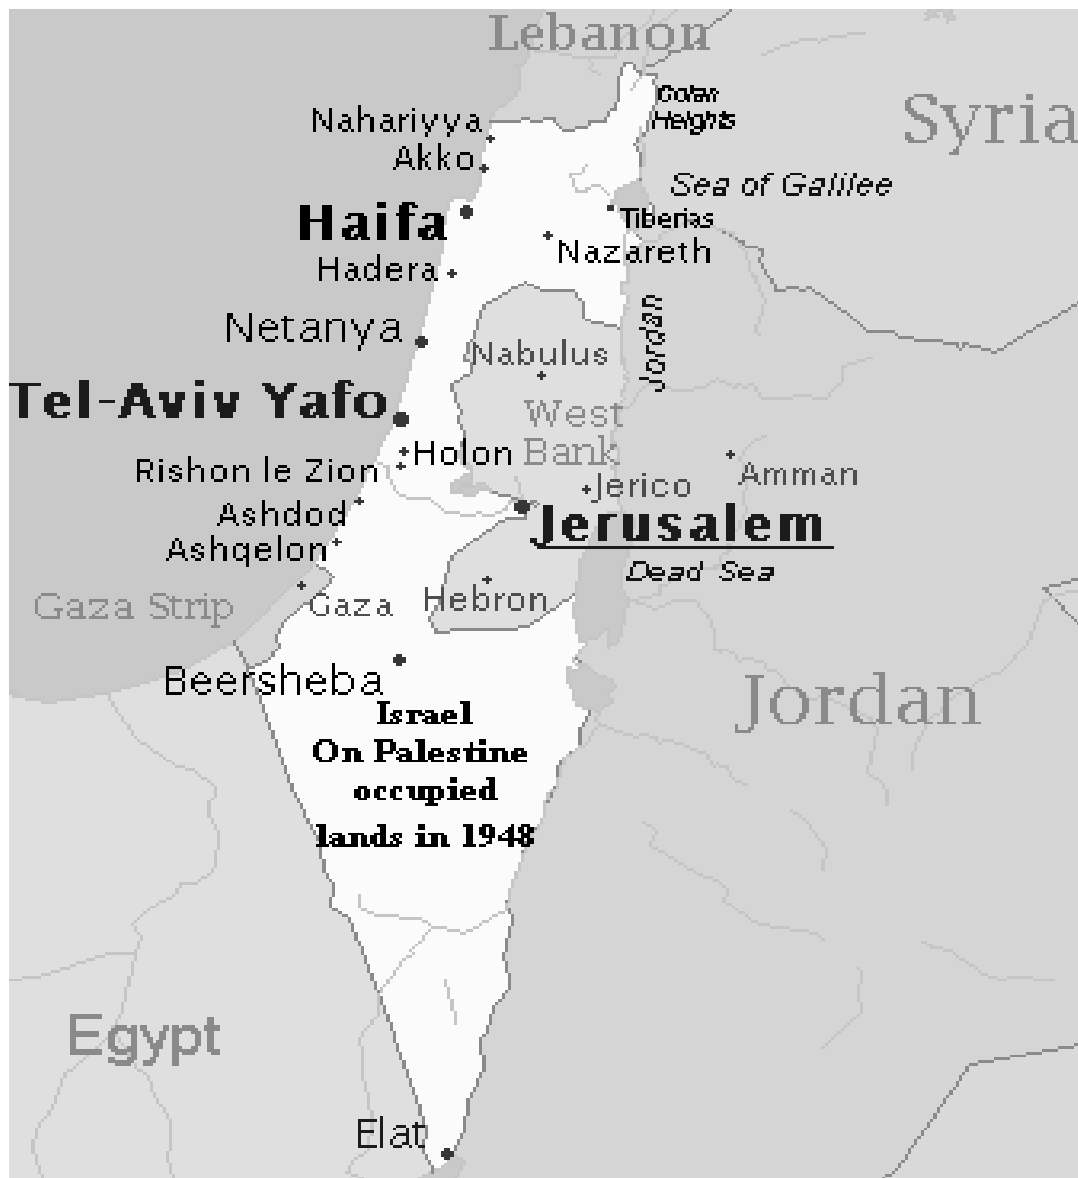 Lebanon
Golan
Heights
Nahariyya
Syria
Akko
Sea of Galilee
Haifa
Tiberias
Nazareth
Hadera
Jordan
Netanya
Nabulus
Tel-Aviv Yafo
West
Bank
Holon
Rishon le Zion
Amman
Jerico
Ashdod
Jerusalem
Ashqelon
Dead Sea
Gaza Strip
Gaza
Hebron
Beersheba
Jordan
Israel
On Palestine
occupied
lands in 1948
Egypt
Elat